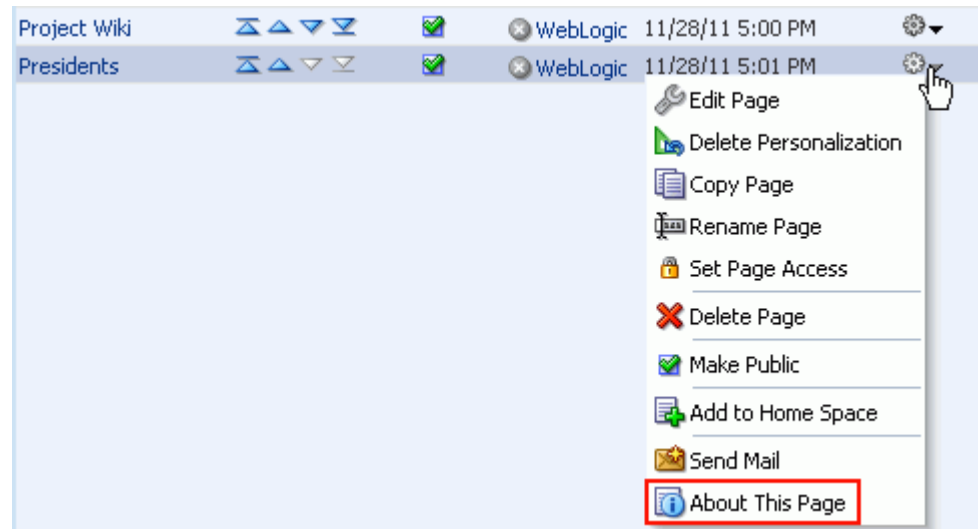 Project Wiki WebLogic 11/28/11 5:00 PM
Presidents WebLogic 11/28/11 5:01 PM
Edit Page
Delete Personalization
Copy Page
Rename Page
Set Page Access
Delete Page
Make Public
Add to Home Space
Send Mail
About This Page